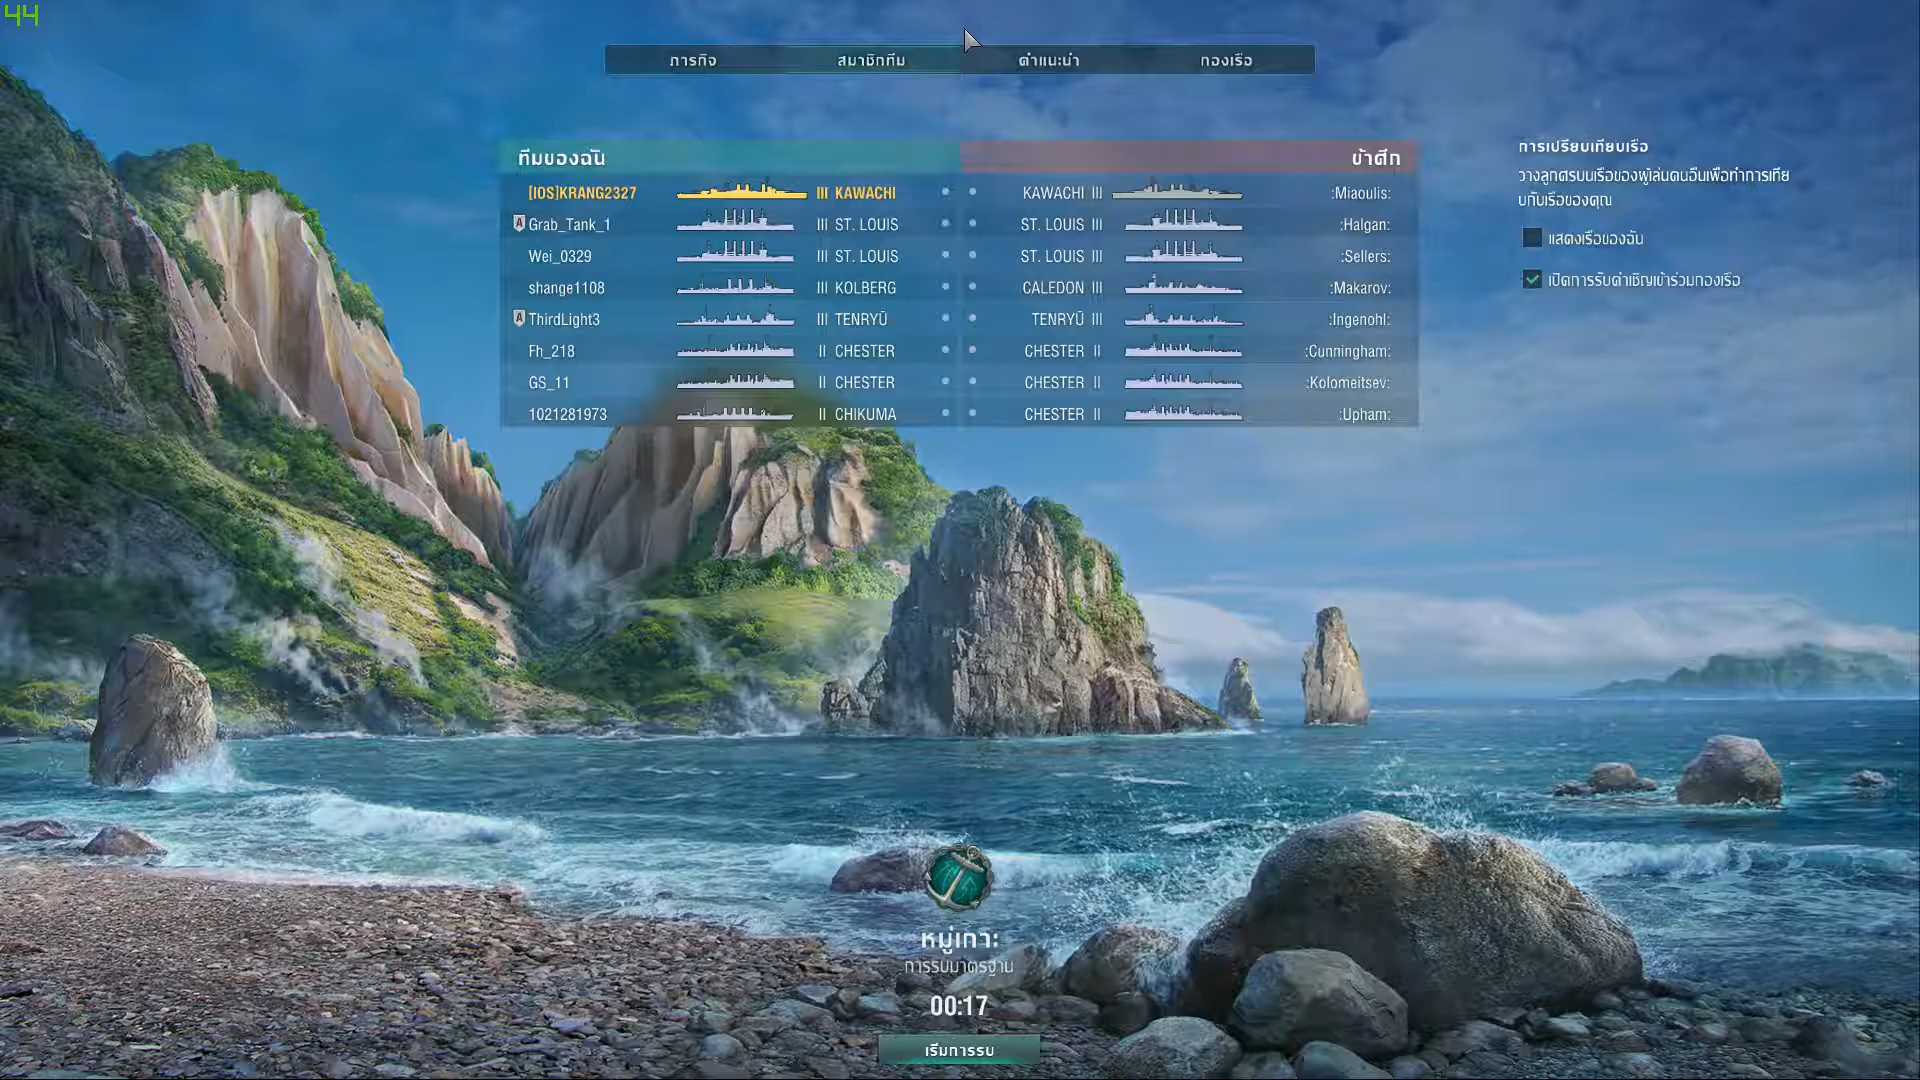 44
ภารกิจ สมาชิกทีม คำแนะนำ กองเรือ
ทีมของฉัน ข้าศึก
[IOS]KRANG2327 III KAWACHI KAWACHI III :Miaoulis:
Grab_Tank_1 III ST. LOUIS ST. LOUIS III :Halgan:
Wei_0329 III ST. LOUIS ST. LOUIS III :Sellers:
shange1108 III KOLBERG CALEDON III :Makarov:
A ThirdLight3 III TENRYŪ TENRYŪ III :Ingenohl:
Fh_218 II CHESTER CHESTER II :Cunningham:
GS_11 II CHESTER CHESTER II :Kolomeitsev:
1021281973 II CHIKUMA CHESTER II :Upham:
การเปรียบเทียบเรือ
วางลูกศรบนเรือของผู้เล่นคนอื่นเพื่อทำการเทีย
บกับเรือของคุณ
แสดงเรือของฉัน
เปิดการรับคำเชิญเข้าร่วมกองเรือ
หมู่เกาะ
การรบมาตรฐาน
00:17
เริ่มการรบ